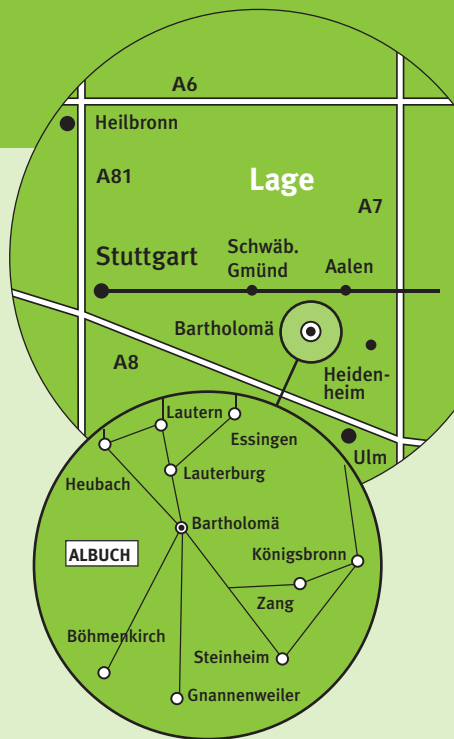 A6
Heilbronn
A81
Lage
A7
Stuttgart
Schwäb.
Gmünd
Aalen
Bartholomä
A8
Heiden-
heim
Lautern
Essingen
Ulm
Heubach
Lauterburg
Bartholomä
ALBUCH
Königsbronn
Zang
Böhmenkirch
Steinheim
Gnannenweiler